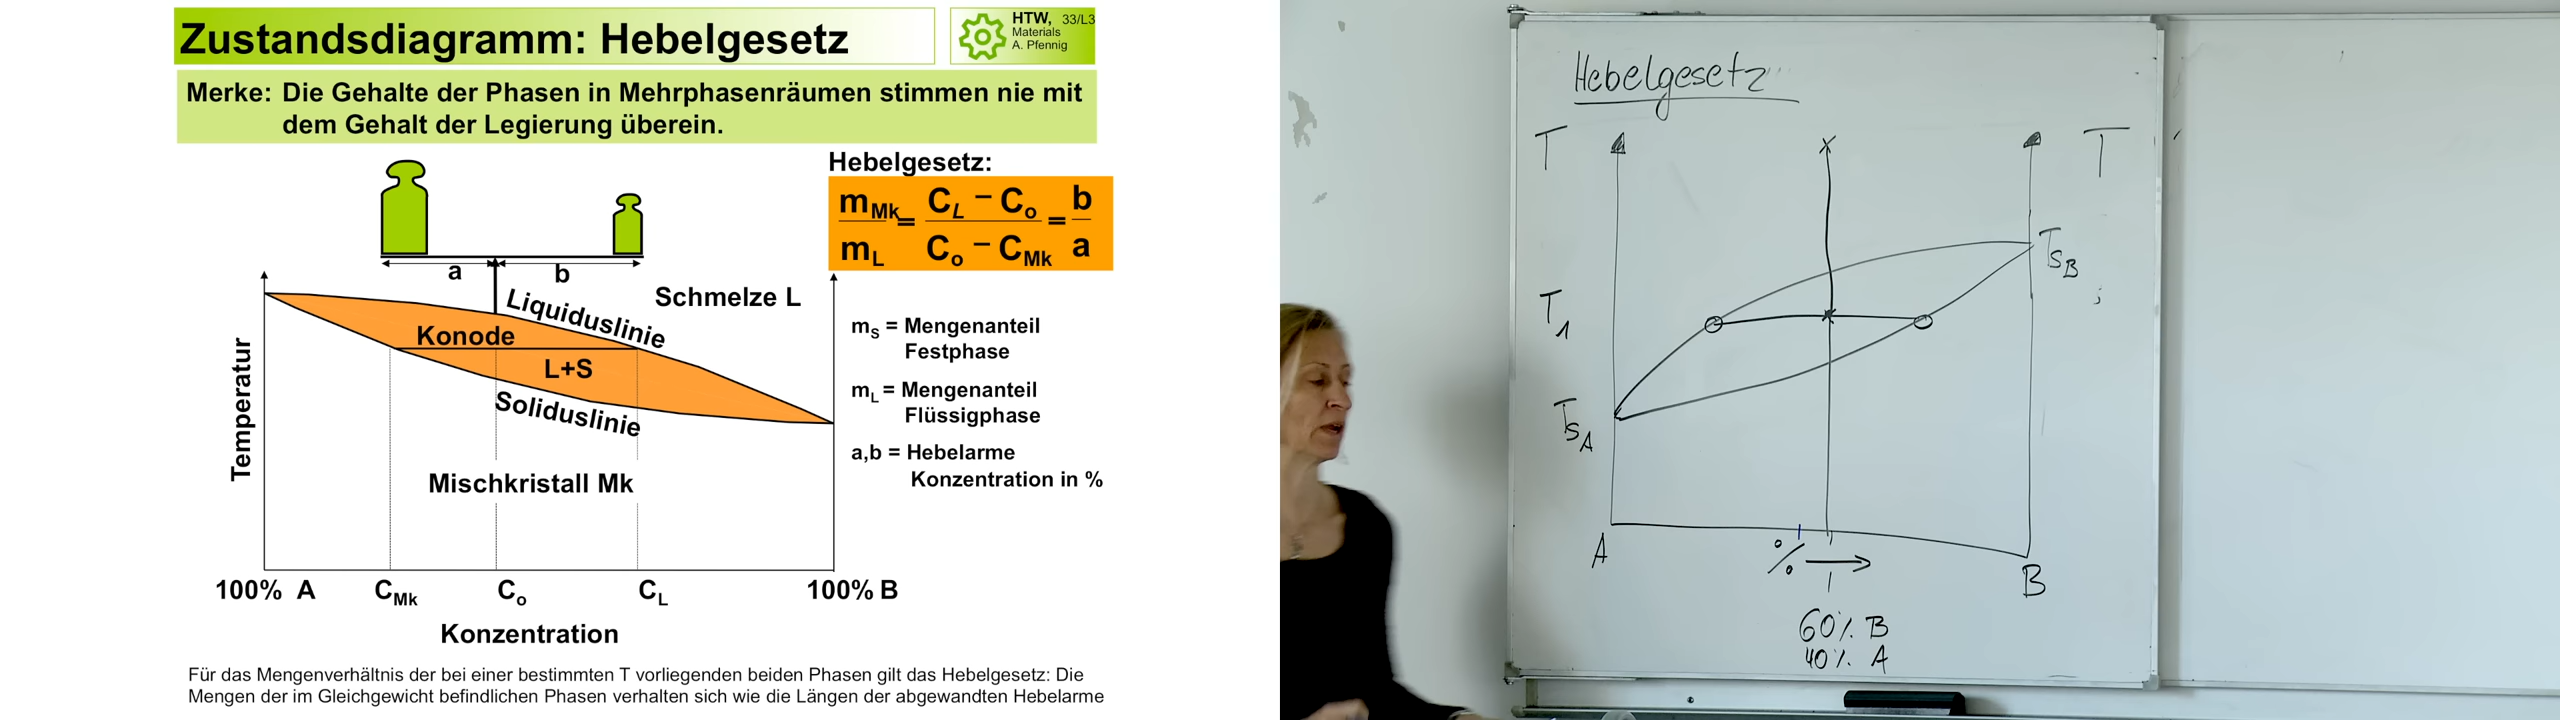 Zustandsdiagramm: Hebelgesetz
HTW, 33/L3
Materials
A. Pfennig
Merke: Die Gehalte der Phasen in Mehrphasenräumen stimmen nie mit
dem Gehalt der Legierung überein.
Hebelgesetz:
mMk = CL – Co = b
mL Co – CMk a
a b
Liquiduslinie
Schmelze L
Konode
L+S
Soliduslinie
Mischkristall Mk
Temperatur
mS = Mengenanteil
Festphase
mL = Mengenanteil
Flüssigphase
a,b = Hebelarme
Konzentration in %
100% A CMk Co CL 100% B
Konzentration
Für das Mengenverhältnis der bei einer bestimmten T vorliegenden beiden Phasen gilt das Hebelgesetz: Die
Mengen der im Gleichgewicht befindlichen Phasen verhalten sich wie die Längen der abgewandten Hebelarme
Hebelgesetz
T T
TSB
T1
TSA
A % → B
60% B
40% A